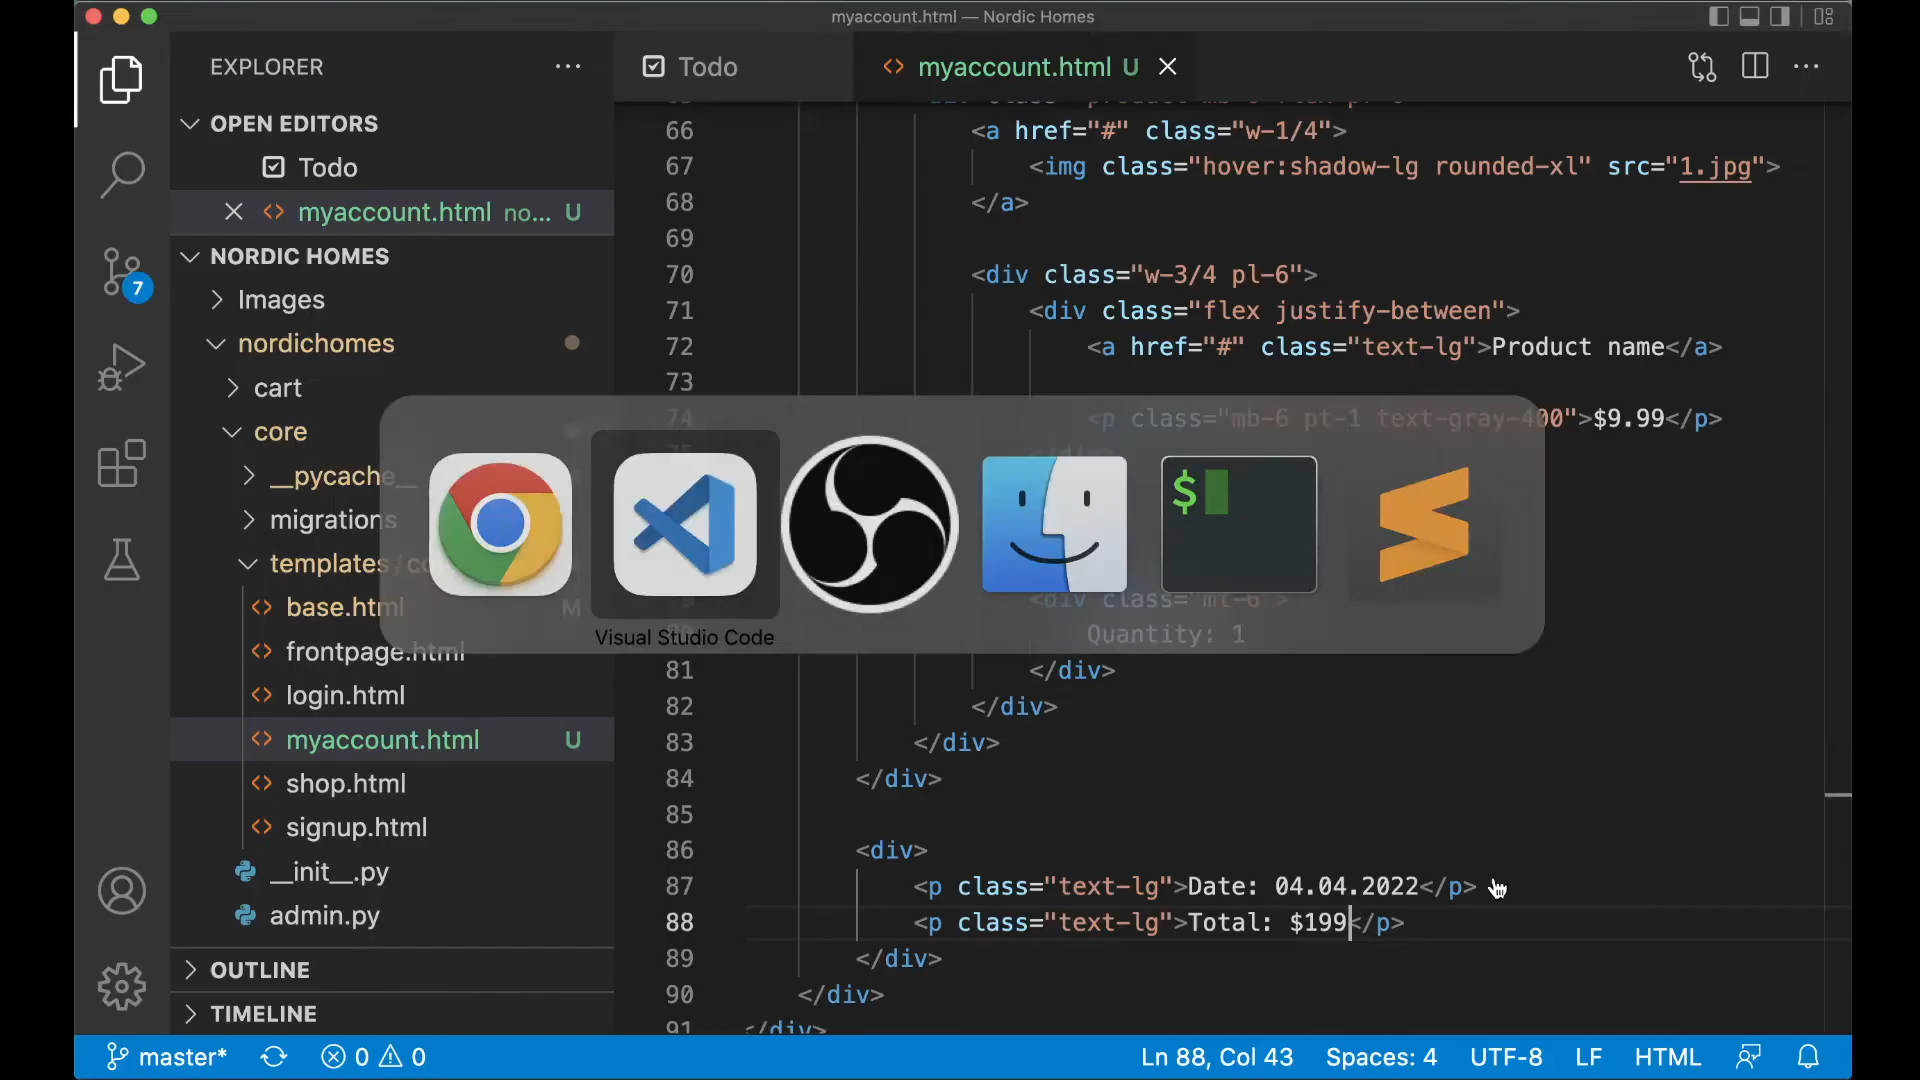 myaccount.html — Nordic Homes
EXPLORER
Todo
myaccount.html U
OPEN EDITORS
Todo
myaccount.html no... U
NORDIC HOMES
Images
nordichomes
cart
core
__pycache__
migrations
templates
base.html M
frontpage.html
login.html
myaccount.html U
shop.html
signup.html
__init__.py
admin.py
OUTLINE
TIMELINE
7
66 <a href="#" class="w-1/4">
67 <img class="hover:shadow-lg rounded-xl" src="1.jpg">
68 </a>
69
70 <div class="w-3/4 pl-6">
71 <div class="flex justify-between">
72 <a href="#" class="text-lg">Product name</a>
73
74 <p class="mb-6 pt-1 text-gray-400">$9.99</p>
$
Visual Studio Code
<div class="mt-6">
Quantity: 1
81 </div>
82 </div>
83 </div>
84 </div>
85
86 <div>
87 <p class="text-lg">Date: 04.04.2022</p>
88 <p class="text-lg">Total: $199</p>
89 </div>
90 </div>
91 </div>
master* 0 0 Ln 88, Col 43 Spaces: 4 UTF-8 LF HTML